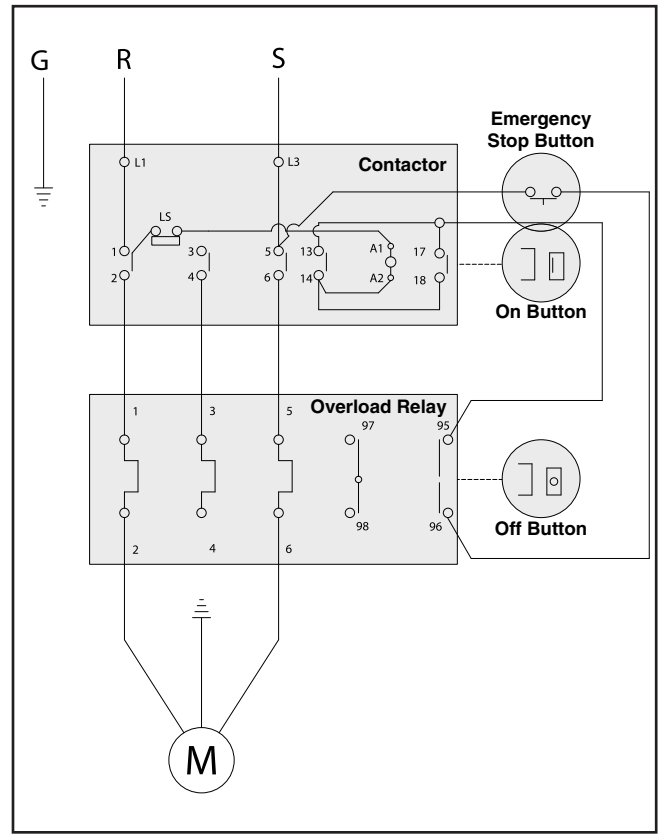 G
R
S
Emergency
Stop Button
L1
L3
Contactor
LS
1
3
5
13
A1
17
2
4
6
14
A2
18
On Button
Overload Relay
1
3
5
97
95
98
96
2
4
6
Off Button
M